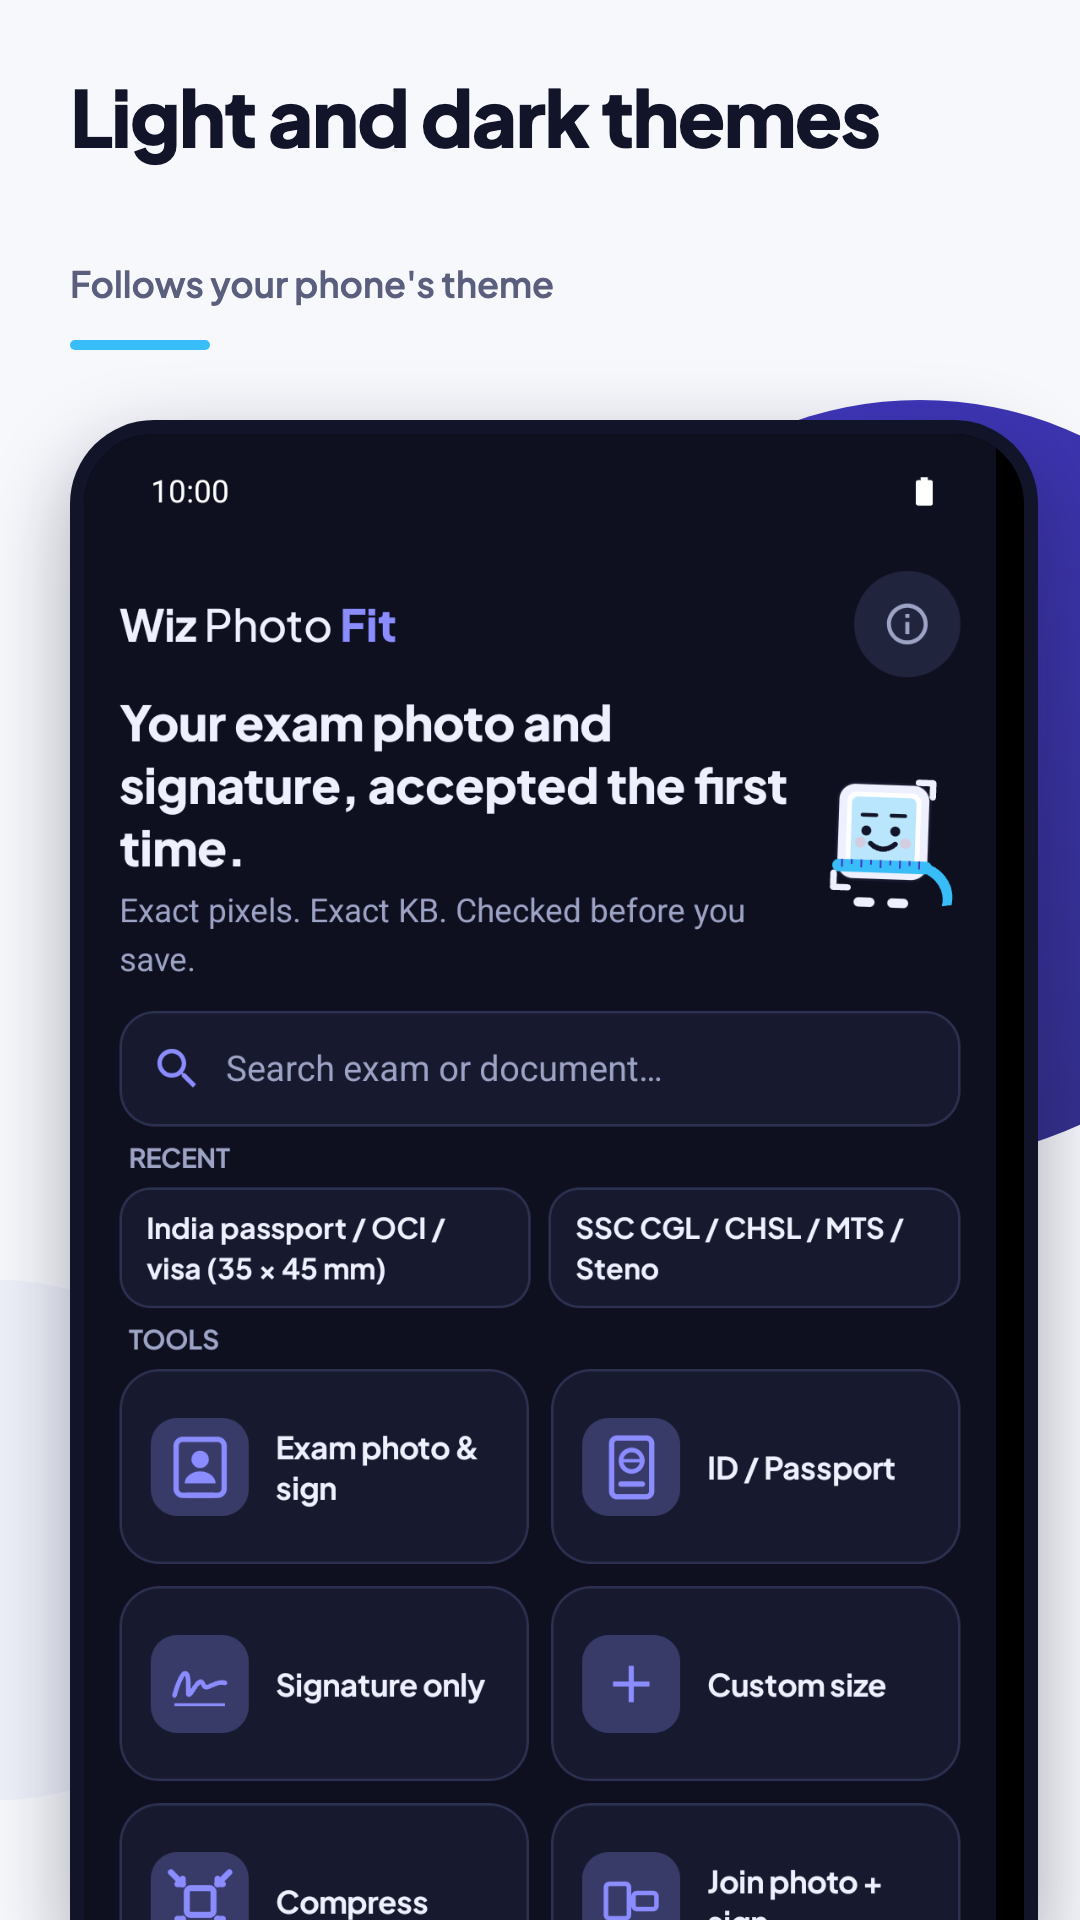 Light and dark themes
Follows your phone's theme
10:00
Wiz Photo Fit
Your exam photo and
signature, accepted the first
time.
Exact pixels. Exact KB. Checked before you
save.
Search exam or document...
RECENT
India passport / OCI /
visa (35 × 45 mm)
SSC CGL / CHSL / MTS /
Steno
TOOLS
Exam photo &
sign
ID / Passport
Signature only
Custom size
Compress
Join photo +
sign